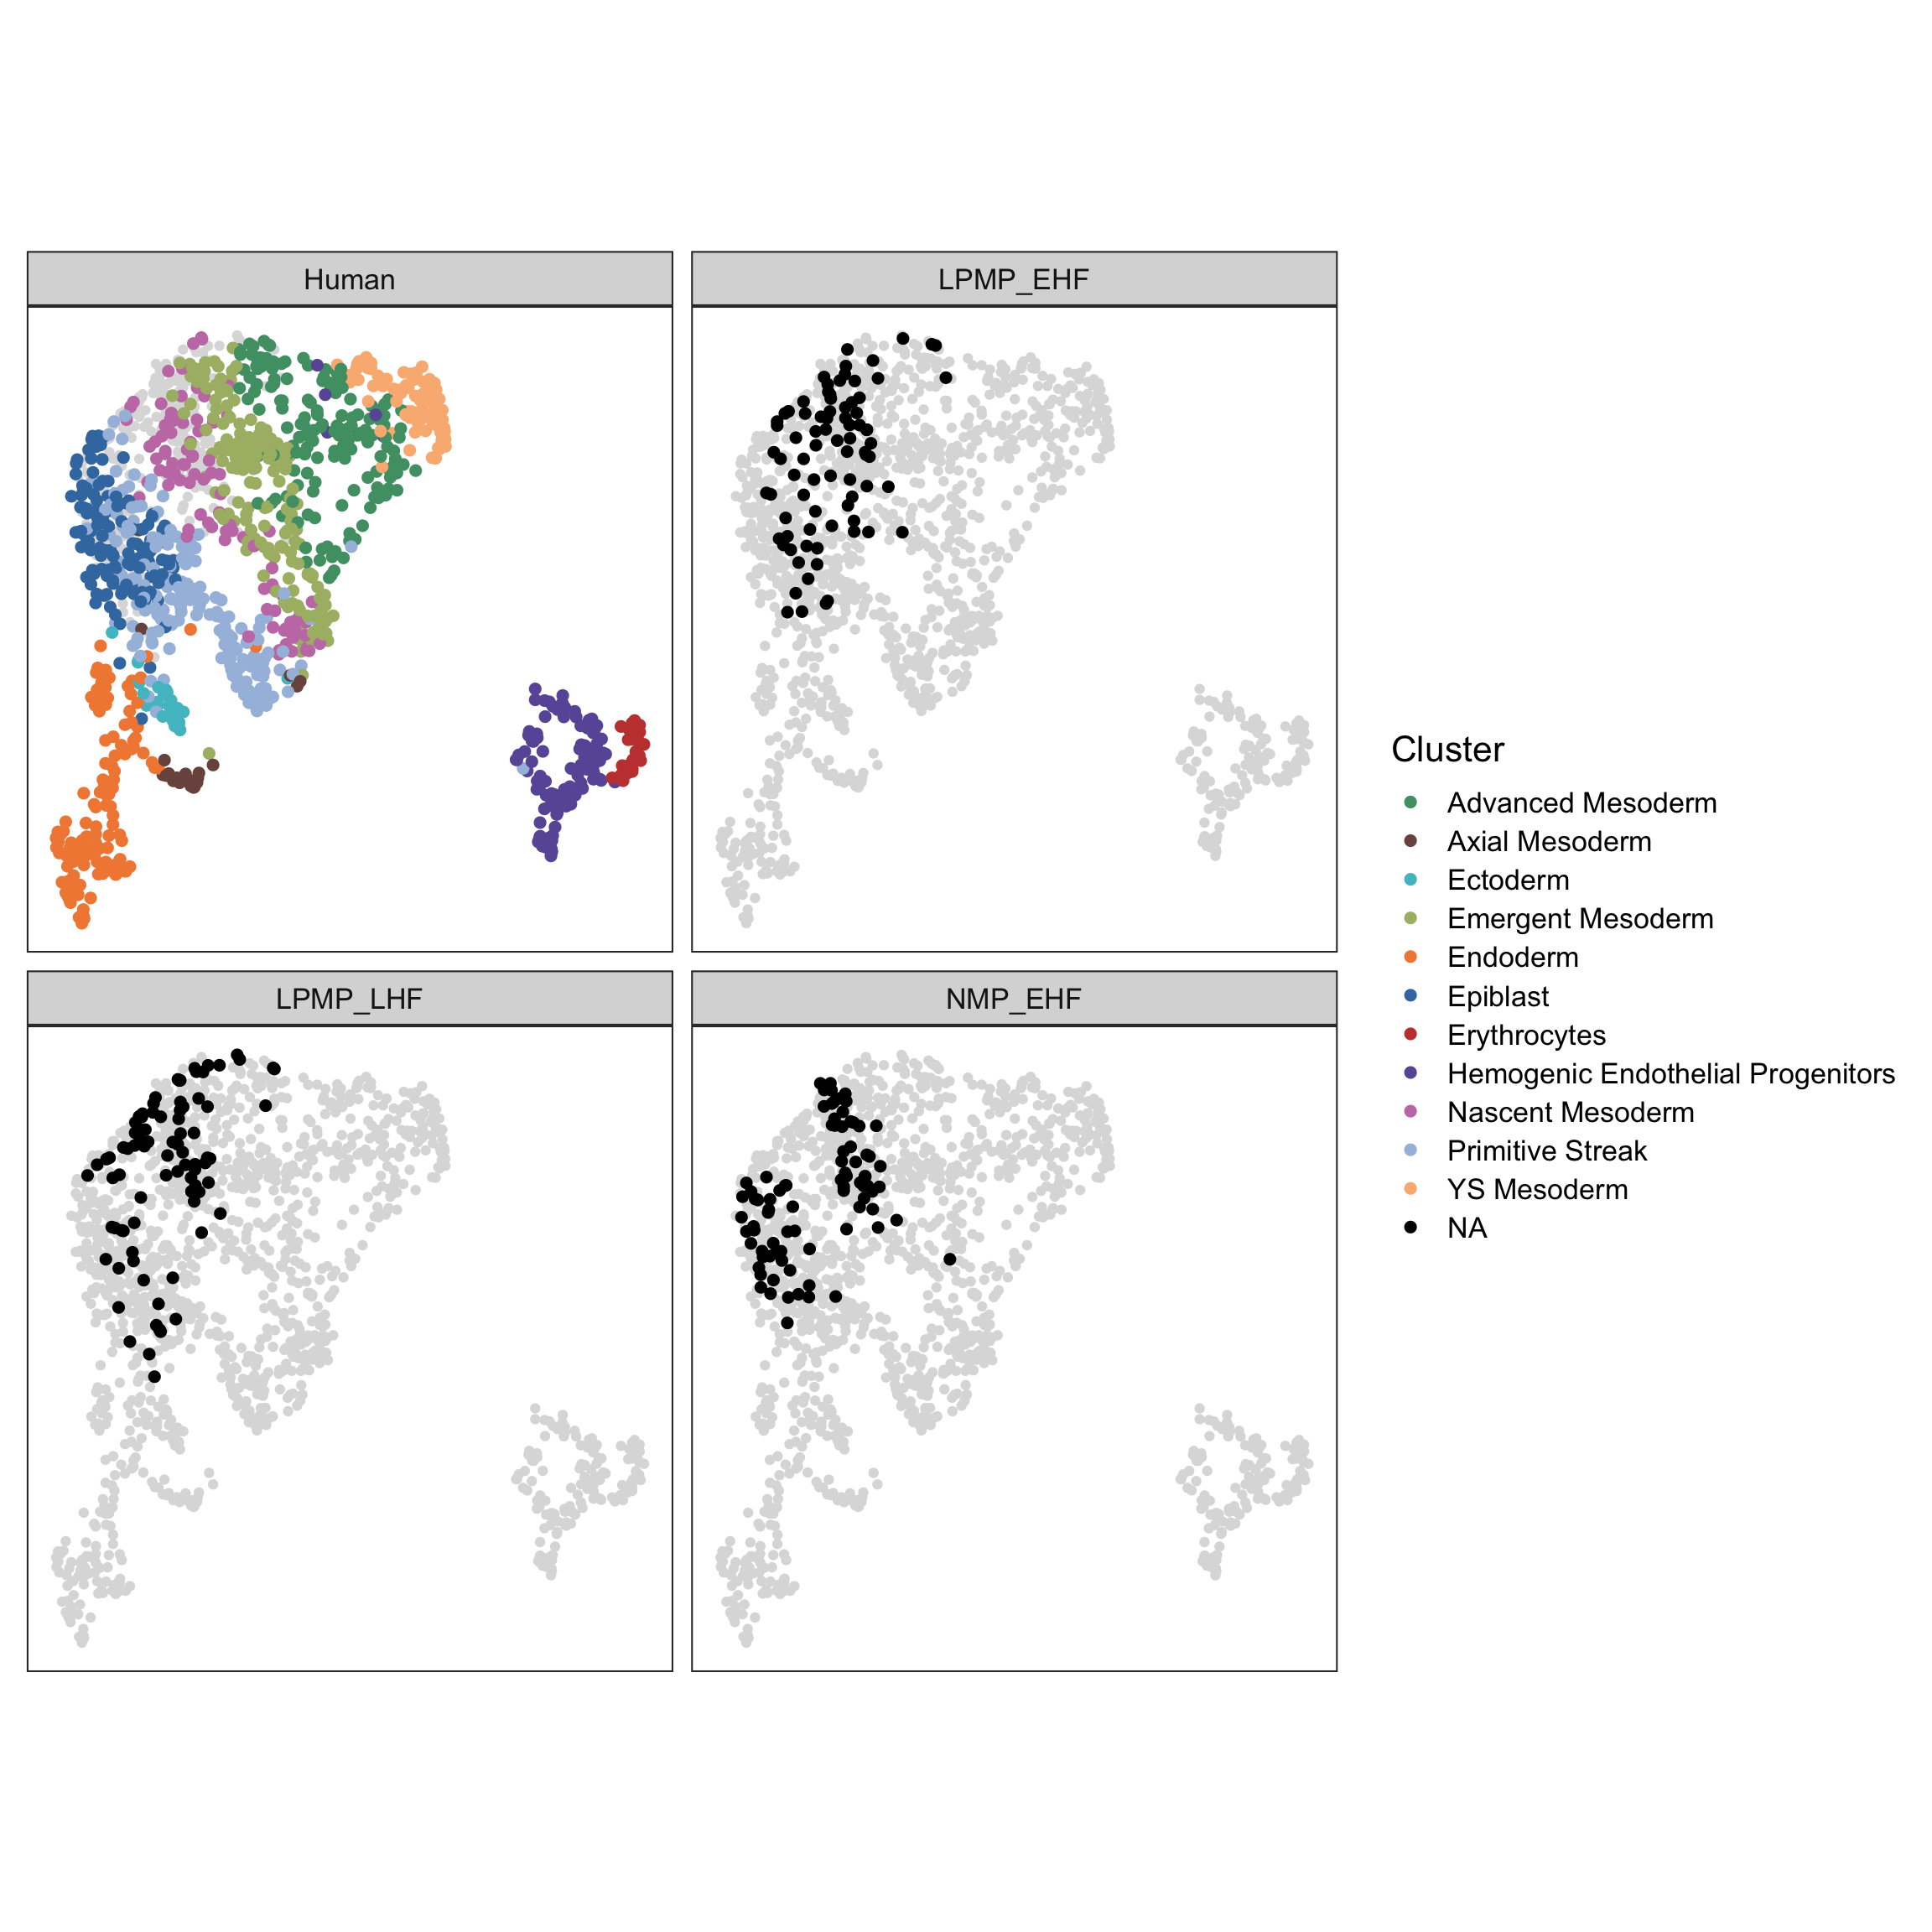 Human
LPMP_EHF
LPMP_LHF
NMP_EHF
Cluster
Advanced Mesoderm
Axial Mesoderm
Ectoderm
Emergent Mesoderm
Endoderm
Epiblast
Erythrocytes
Hemogenic Endothelial Progenitors
Nascent Mesoderm
Primitive Streak
YS Mesoderm
NA